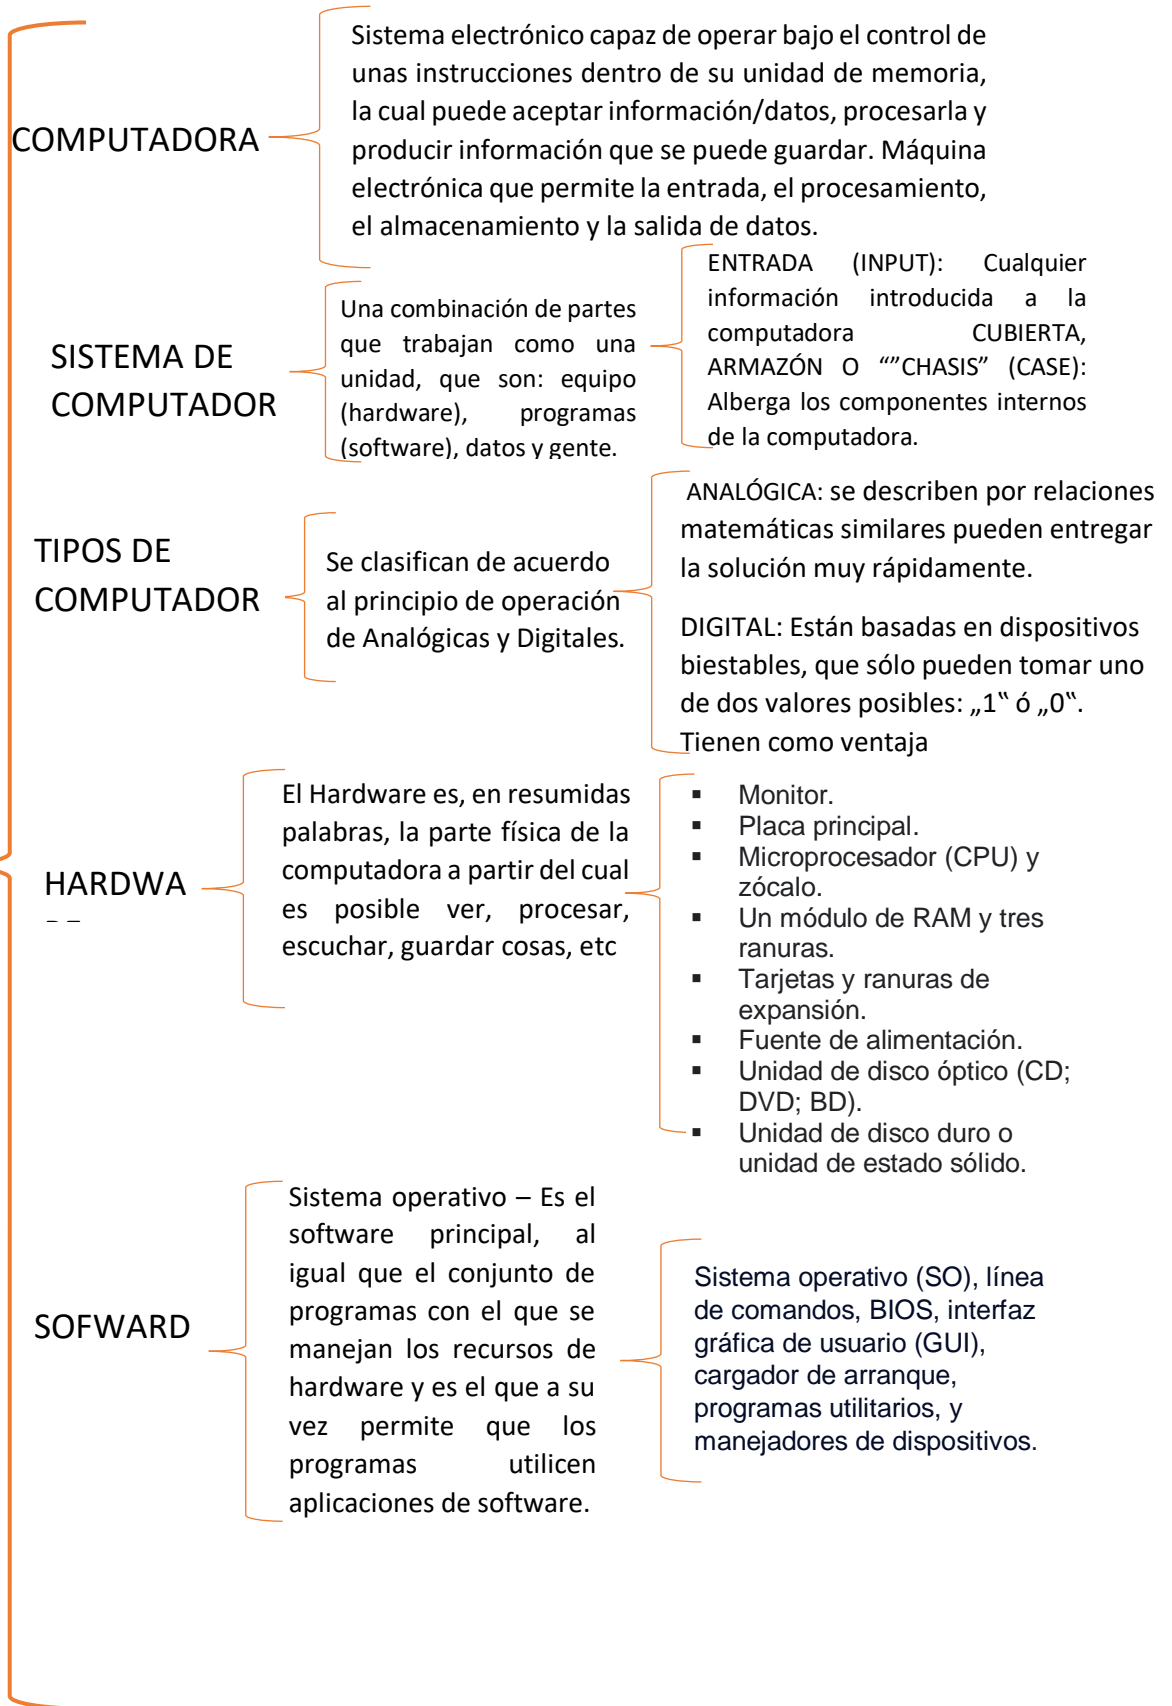 COMPUTADORA
Sistema electrónico capaz de operar bajo el control de
unas instrucciones dentro de su unidad de memoria,
la cual puede aceptar información/datos, procesarla y
producir información que se puede guardar. Máquina
electrónica que permite la entrada, el procesamiento,
el almacenamiento y la salida de datos.
SISTEMA DE
COMPUTADOR
Una combinación de partes
que trabajan como una
unidad, que son: equipo
(hardware), programas
(software), datos y gente.
ENTRADA (INPUT): Cualquier
información introducida a la
computadora CUBIERTA,
ARMAZÓN O “”CHASIS" (CASE):
Alberga los componentes internos
de la computadora.
TIPOS DE
COMPUTADOR
Se clasifican de acuerdo
al principio de operación
de Analógicas y Digitales.
ANALÓGICA: se describen por relaciones
matemáticas similares pueden entregar
la solución muy rápidamente.
DIGITAL: Están basadas en dispositivos
biestables, que sólo pueden tomar uno
de dos valores posibles: „1‟ ó „0‟.
Tienen como ventaja
HARDWA
El Hardware es, en resumidas
palabras, la parte física de la
computadora a partir del cual
es posible ver, procesar,
escuchar, guardar cosas, etc
▪ Monitor.
▪ Placa principal.
▪ Microprocesador (CPU) y
zócalo.
▪ Un módulo de RAM y tres
ranuras.
▪ Tarjetas y ranuras de
expansión.
▪ Fuente de alimentación.
▪ Unidad de disco óptico (CD;
DVD; BD).
▪ Unidad de disco duro o
unidad de estado sólido.
SOFWARD
Sistema operativo – Es el
software principal, al
igual que el conjunto de
programas con el que se
manejan los recursos de
hardware y es el que a su
vez permite que los
programas utilicen
aplicaciones de software.
Sistema operativo (SO), línea
de comandos, BIOS, interfaz
gráfica de usuario (GUI),
cargador de arranque,
programas utilitarios, y
manejadores de dispositivos.